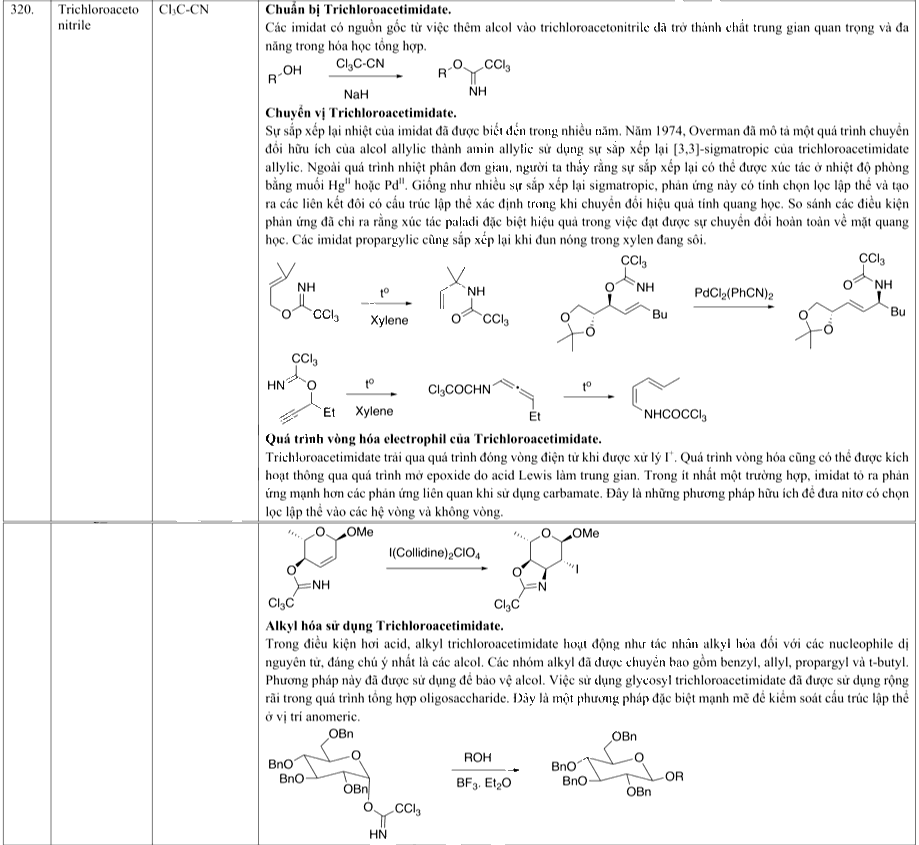 320. Trichloroaceto Cl₃C-CN Chuẩn bị Trichloroacetimidate.
nitrile
Các imidat có nguồn gốc từ việc thêm alcol vào trichloroacetonitrile đã trở thành chất trung gian quan trọng và đa
năng trong hóa học tổng hợp.
R OH Cl₃C-CN NaH R O CCl₃ NH
Chuyển vị Trichloroacetimidate.
Sự sắp xếp lại nhiệt của imidat đã được biết đến trong nhiều năm. Năm 1974, Overman đã mô tả một quá trình chuyển
đổi hữu ích của alcol allylic thành amin allylic sử dụng sự sắp xếp lại [3,3]-sigmatropic của trichloroacetimidate
allylic. Ngoài quá trình nhiệt phân đơn giản, người ta thấy rằng sự sắp xếp lại có thể được xúc tác ở nhiệt độ phòng
bằng muối Hgᴵᴵ hoặc Pdᴵᴵ. Giống như nhiều sự sắp xếp lại sigmatropic, phản ứng này có tính chọn lọc lập thể và tạo
ra các liên kết đôi có cấu trúc lập thể xác định trong khi chuyển đổi hiệu quả tính quang học. So sánh các điều kiện
phản ứng đã chỉ ra rằng xúc tác paladi đặc biệt hiệu quả trong việc đạt được sự chuyển đổi hoàn toàn về mặt quang
học. Các imidat propargylic cũng sắp xếp lại khi đun nóng trong xylen đang sôi.
NH O CCl₃ t⁰ Xylene NH O CCl₃ CCl₃ O NH O O Bu PdCl₂(PhCN)₂ CCl₃ O NH O O Bu
CCl₃ HN O Et t⁰ Xylene Cl₃COCHN Et t⁰ NHCOCCl₃
Quá trình vòng hóa electrophil của Trichloroacetimidate.
Trichloroacetimidate trải qua quá trình đóng vòng điện tử khi được xử lý I⁺. Quá trình vòng hóa cũng có thể được kích
hoạt thông qua quá trình mở epoxide do acid Lewis làm trung gian. Trong ít nhất một trường hợp, imidat tỏ ra phản
ứng mạnh hơn các phản ứng liên quan khi sử dụng carbamate. Đây là những phương pháp hữu ích để đưa nitơ có chọn
lọc lập thể vào các hệ vòng và không vòng.
O OMe O NH Cl₃C I(Collidine)₂ClO₄ O OMe O I N Cl₃C
Alkyl hóa sử dụng Trichloroacetimidate.
Trong điều kiện hơi acid, alkyl trichloroacetimidate hoạt động như tác nhân alkyl hóa đối với các nucleophile dị
nguyên tử, đáng chú ý nhất là các alcol. Các nhóm alkyl đã được chuyển bao gồm benzyl, allyl, propargyl và t-butyl.
Phương pháp này đã được sử dụng để bảo vệ alcol. Việc sử dụng glycosyl trichloroacetimidate đã được sử dụng rộng
rãi trong quá trình tổng hợp oligosaccharide. Đây là một phương pháp đặc biệt mạnh mẽ để kiểm soát cấu trúc lập thể
ở vị trí anomeric.
OBn O BnO BnO OBn O CCl₃ HN ROH BF₃. Et₂O OBn O BnO BnO OBn OR